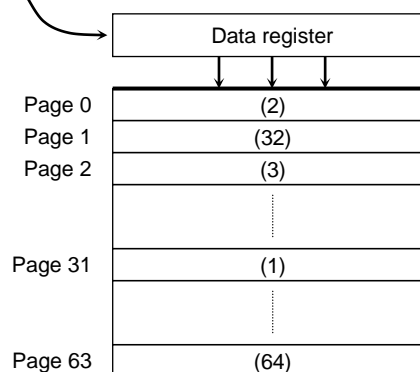 Data register
Page 0 (2)
Page 1 (32)
Page 2 (3)
Page 31 (1)
Page 63 (64)